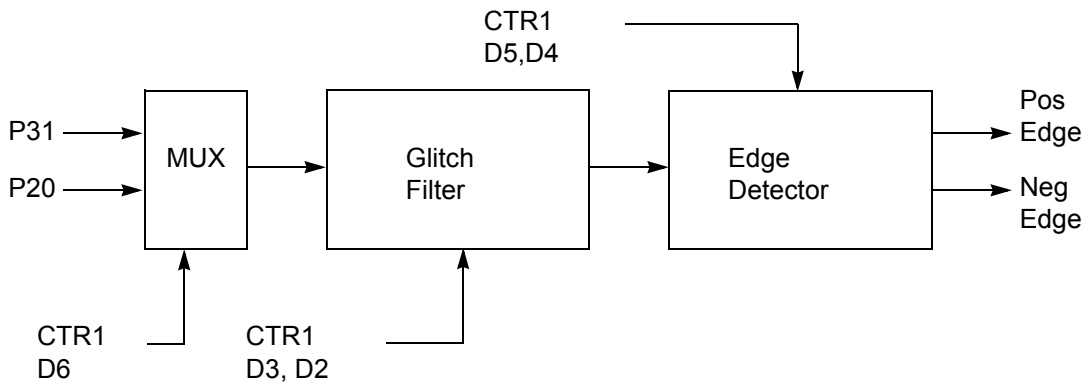 CTR1
D5,D4
P31
P20
MUX
Glitch
Filter
Edge
Detector
Pos
Edge
Neg
Edge
CTR1
D6
CTR1
D3, D2